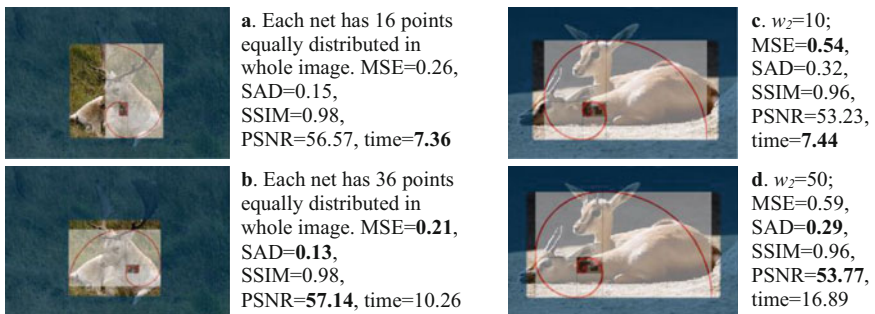 a. Each net has 16 points
equally distributed in
whole image. MSE=0.26,
SAD=0.15,
SSIM=0.98,
PSNR=56.57, time=7.36
b. Each net has 36 points
equally distributed in
whole image. MSE=0.21,
SAD=0.13,
SSIM=0.98,
PSNR=57.14, time=10.26
c. w₂=10;
MSE=0.54,
SAD=0.32,
SSIM=0.96,
PSNR=53.23,
time=7.44
d. w₂=50;
MSE=0.59,
SAD=0.29,
SSIM=0.96,
PSNR=53.77,
time=16.89